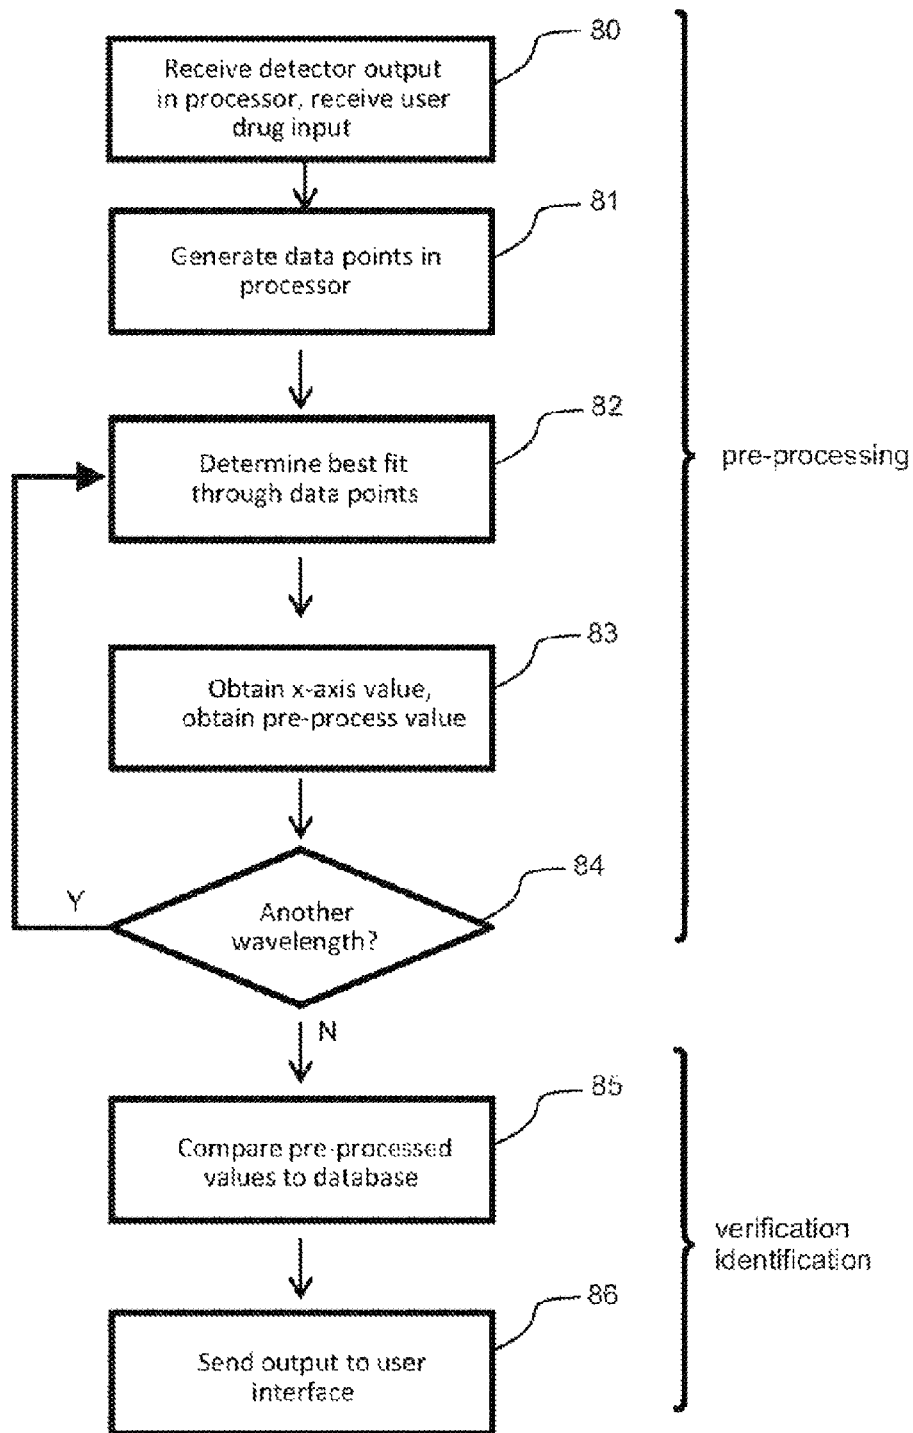 80
Receive detector output
in processor, receive user
drug input
81
Generate data points in
processor
82
Determine best fit
through data points
pre-processing
83
Obtain x-axis value,
obtain pre-process value
84
Y
Another
wavelength?
N
85
Compare pre-processed
values to database
verification
identification
86
Send output to user
interface